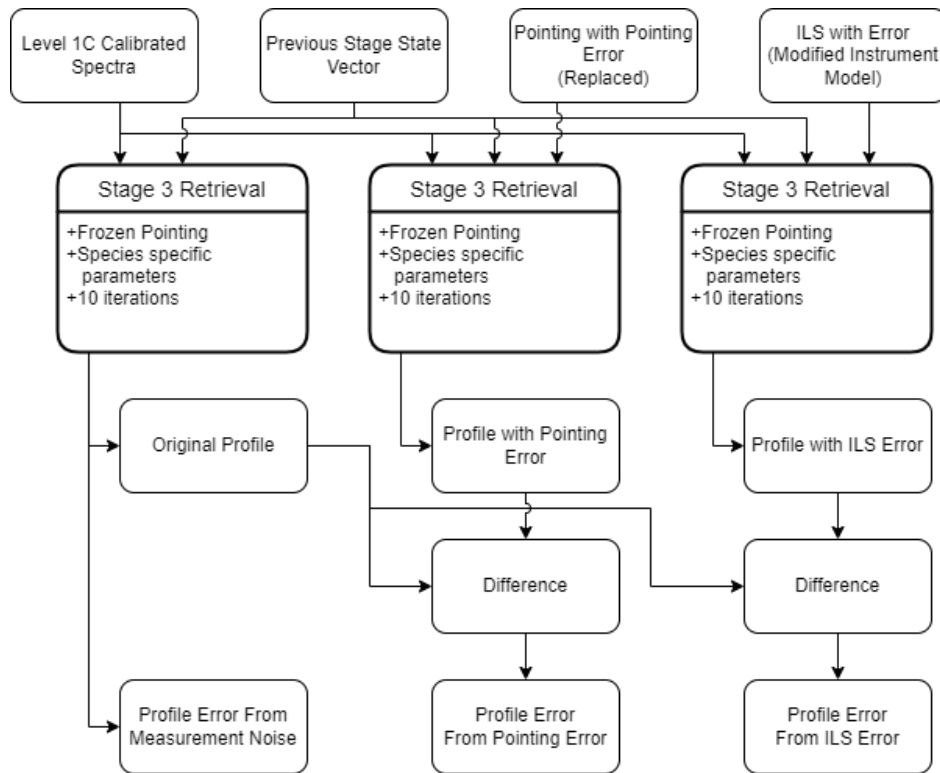 Level 1C Calibrated
Spectra
Previous Stage State
Vector
Pointing with Pointing
Error
(Replaced)
ILS with Error
(Modified Instrument
Model)
Stage 3 Retrieval
+Frozen Pointing
+Species specific
parameters
+10 iterations
Stage 3 Retrieval
+Frozen Pointing
+Species specific
parameters
+10 iterations
Stage 3 Retrieval
+Frozen Pointing
+Species specific
parameters
+10 iterations
Original Profile
Profile with Pointing
Error
Profile with ILS Error
Difference
Difference
Profile Error From
Measurement Noise
Profile Error
From Pointing Error
Profile Error
From ILS Error